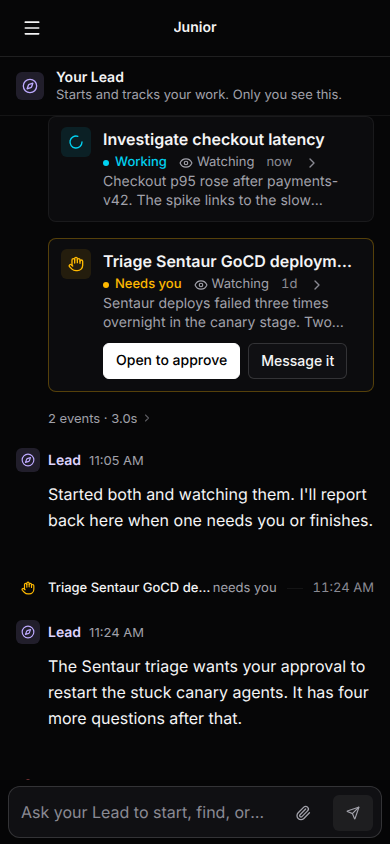 Junior
Your Lead
Starts and tracks your work. Only you see this.
Investigate checkout latency
Working Watching now
Checkout p95 rose after payments-
v42. The spike links to the slow...
Triage Sentaur GoCD deploym...
Needs you Watching 1d
Sentaur deploys failed three times
overnight in the canary stage. Two...
Open to approve Message it
2 events · 3.0s
Lead 11:05 AM
Started both and watching them. I'll report
back here when one needs you or finishes.
Triage Sentaur GoCD de... needs you 11:24 AM
Lead 11:24 AM
The Sentaur triage wants your approval to
restart the stuck canary agents. It has four
more questions after that.
Ask your Lead to start, find, or...